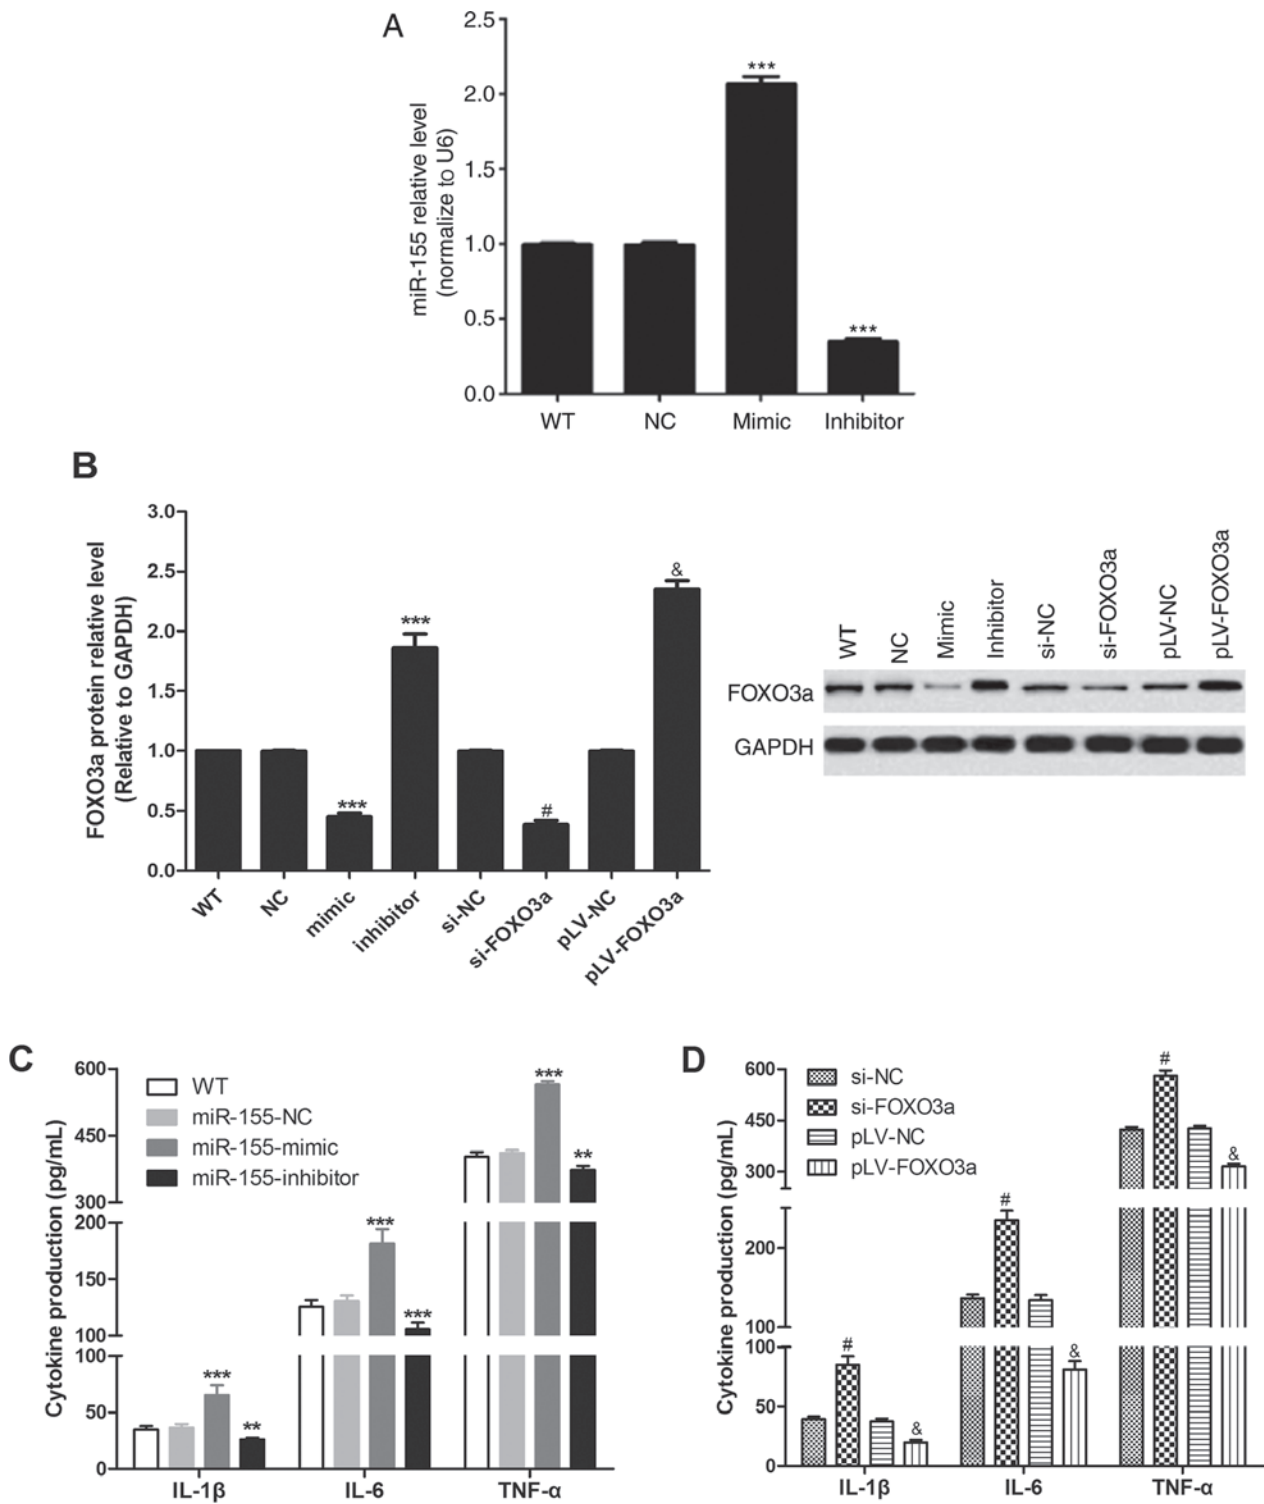 A
2.5
2.0
1.5
1.0
0.5
0.0
miR-155 relative level
(normalize to U6)
***
***
WT NC Mimic Inhibitor
B
3.0
2.5
2.0
1.5
1.0
0.5
0.0
FOXO3a protein relative level
(Relative to GAPDH)
***
***
#
&
WT NC mimic inhibitor si-NC si-FOXO3a pLV-NC pLV-FOXO3a
WT NC Mimic Inhibitor si-NC si-FOXO3a pLV-NC pLV-FOXO3a
FOXO3a
GAPDH
C
Cytokine production (pg/mL)
600
450
300
200
150
100
100
50
0
WT
miR-155-NC
miR-155-mimic
miR-155-inhibitor
***
**
***
***
***
**
IL-1β IL-6 TNF-α
D
Cytokine production (pg/mL)
600
450
300
200
100
100
50
0
si-NC
si-FOXO3a
pLV-NC
pLV-FOXO3a
#
&
#
&
#
&
IL-1β IL-6 TNF-α